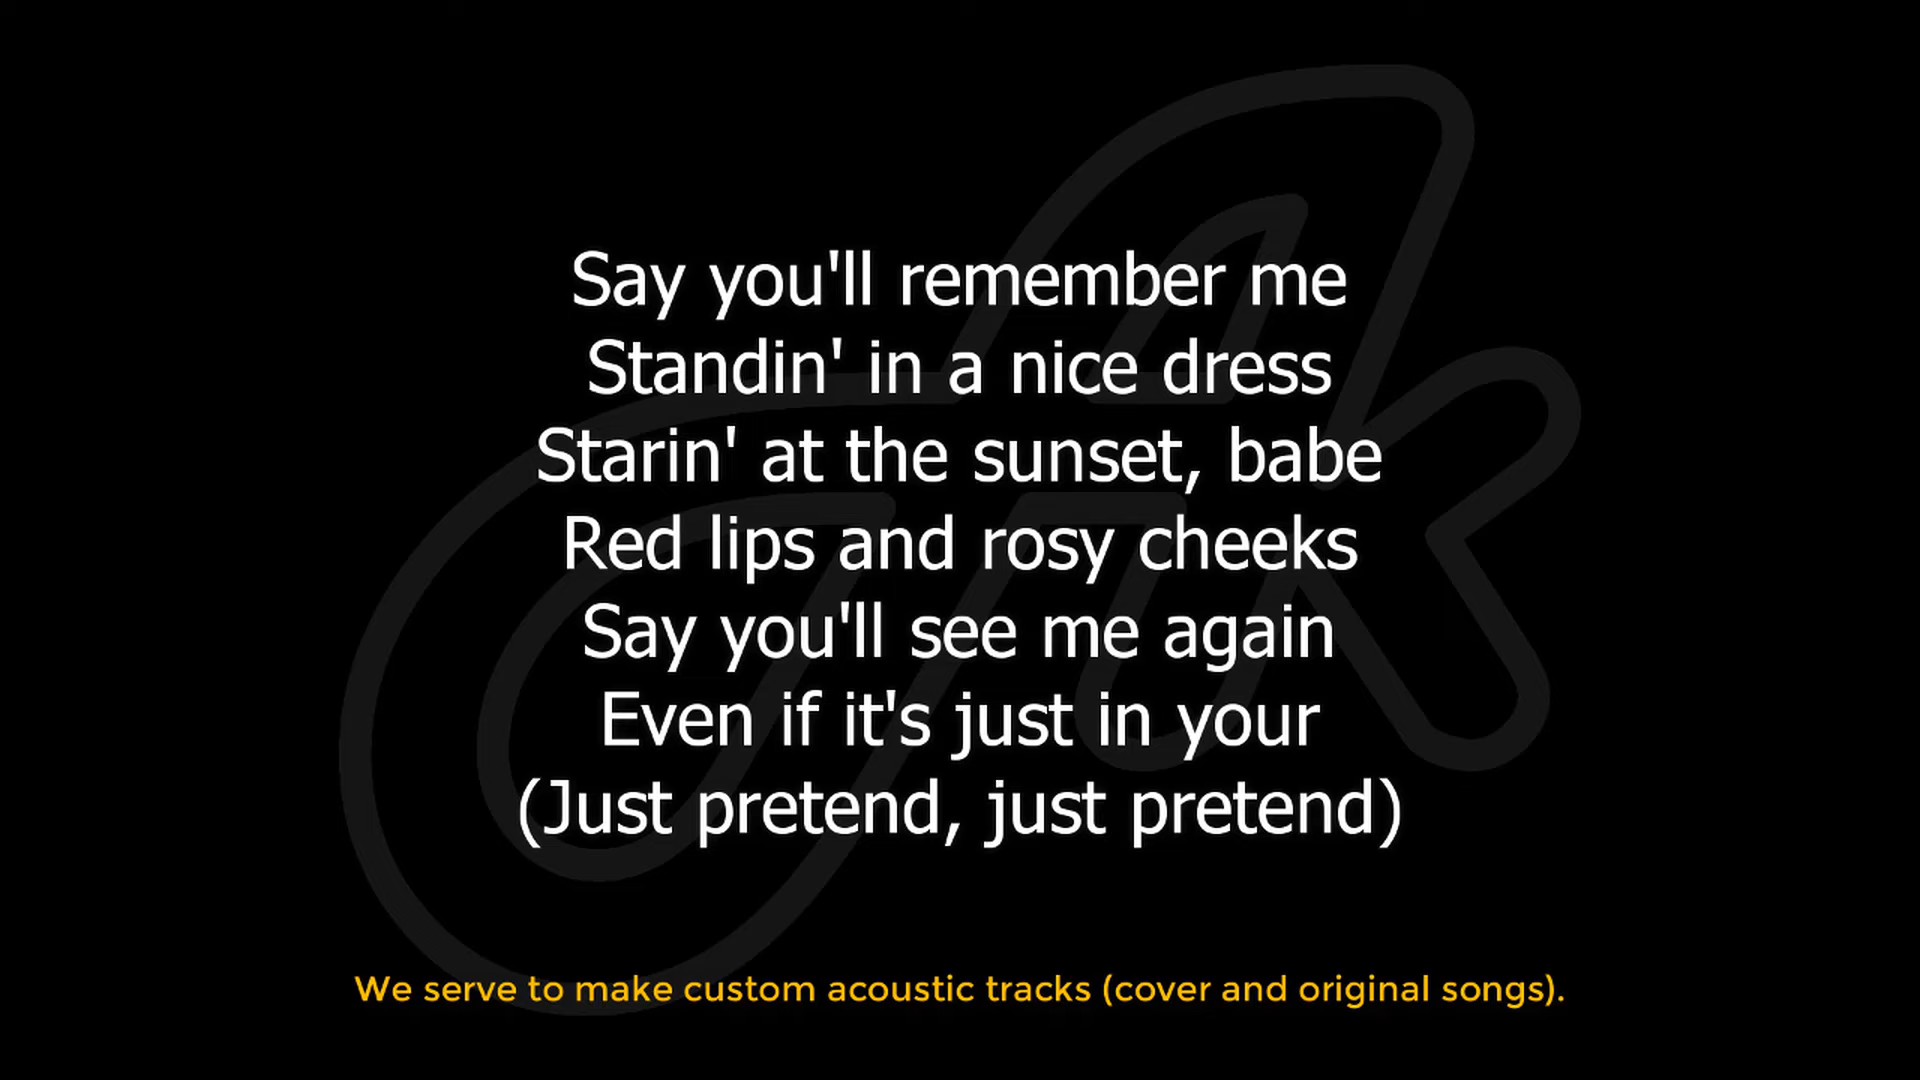 Say you'll remember me
Standin' in a nice dress
Starin' at the sunset, babe
Red lips and rosy cheeks
Say you'll see me again
Even if it's just in your
(Just pretend, just pretend)
We serve to make custom acoustic tracks (cover and original songs).